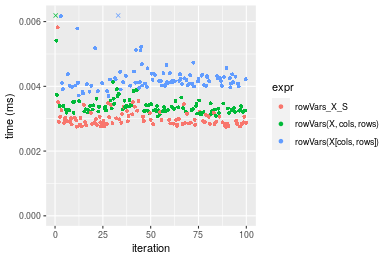 0.006
0.004
0.002
0.000
time (ms)
0
25
50
75
100
iteration
expr
rowVars_X_S
rowVars(X, cols, rows)
rowVars(X[cols, rows])